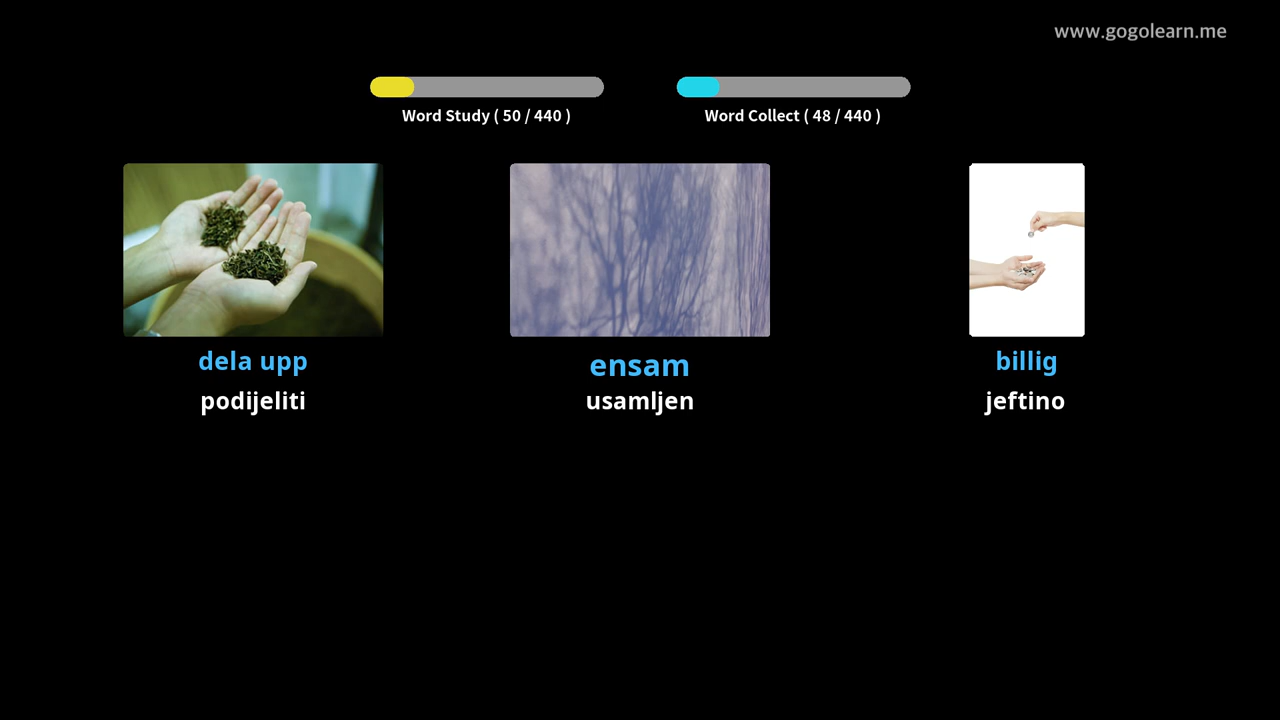 www.gogolearn.me
Word Study ( 50 / 440 )
Word Collect ( 48 / 440 )
dela upp
podijeliti
ensam
usamljen
billig
jeftino